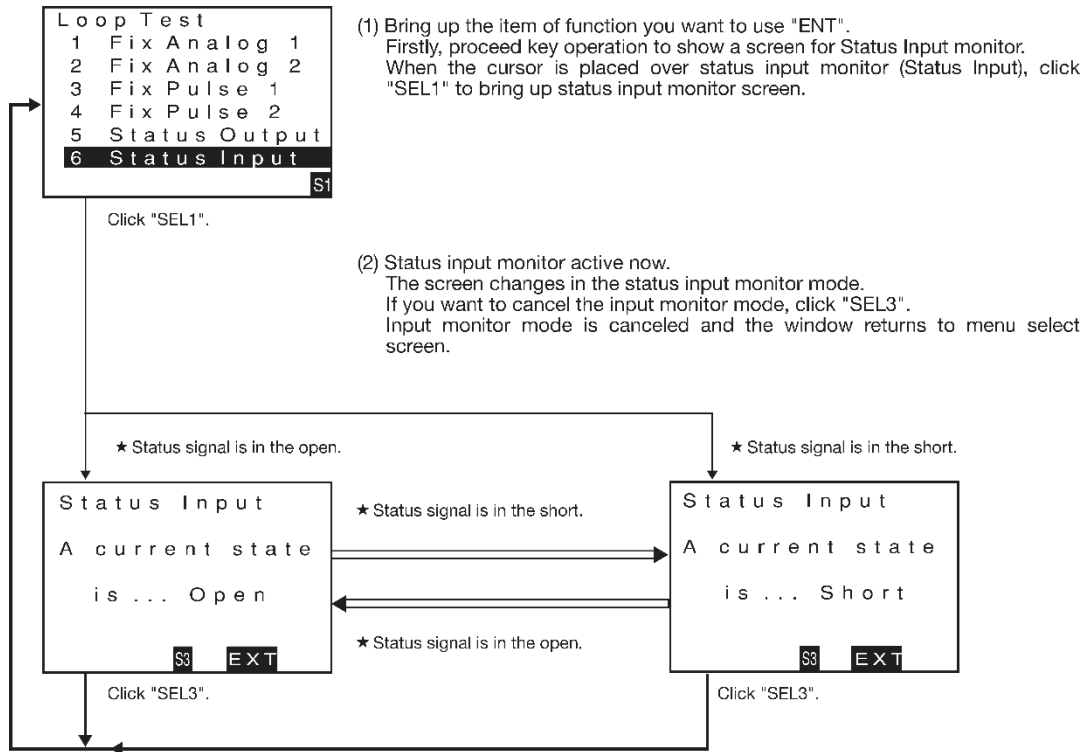 Loop Test
1 Fix Analog 1
2 Fix Analog 2
3 Fix Pulse 1
4 Fix Pulse 2
5 Status Output
6 Status Input
S1
Click "SEL1".
(1) Bring up the item of function you want to use "ENT".
Firstly, proceed key operation to show a screen for Status Input monitor.
When the cursor is placed over status input monitor (Status Input), click
"SEL1" to bring up status input monitor screen.
(2) Status input monitor active now.
The screen changes in the status input monitor mode.
If you want to cancel the input monitor mode, click "SEL3".
Input monitor mode is canceled and the window returns to menu select
screen.
★ Status signal is in the open.
★ Status signal is in the short.
Status Input
A current state
is ... Open
S3 EXT
Click "SEL3".
★ Status signal is in the short.
★ Status signal is in the open.
Status Input
A current state
is ... Short
S3 EXT
Click "SEL3".